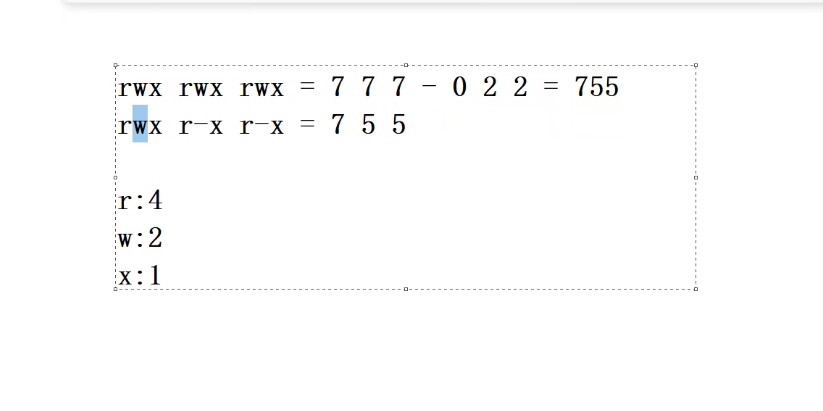 rwx rwx rwx = 7 7 7 - 0 2 2 = 755
rwx r-x r-x = 7 5 5
r:4
w:2
x:1